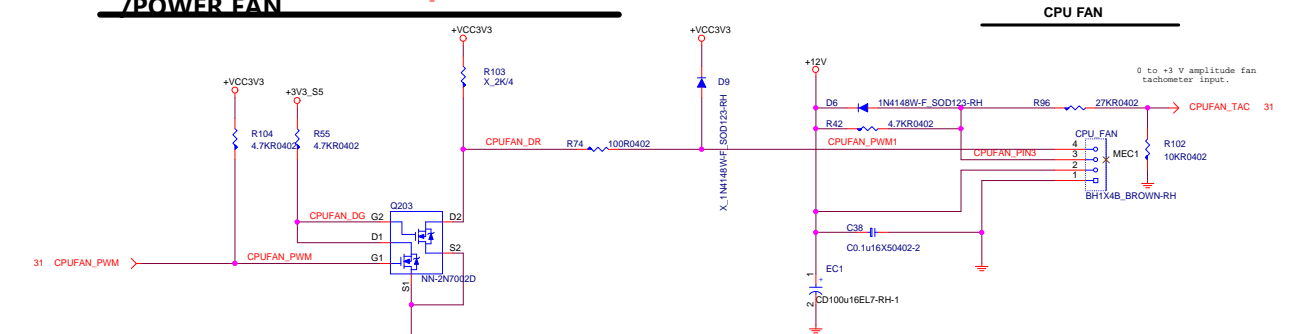 /POWER FAN
CPU FAN
+VCC3V3
+VCC3V3
R103
X_2K/4
D9
+12V
0 to +3 V amplitude fan
tachometer input.
+VCC3V3
+3V3_S5
D6
1N4148W-F_SOD123-RH
R96
27KR0402
CPUFAN_TAC 31
R104
4.7KR0402
R55
4.7KR0402
R42
4.7KR0402
X_1N4148W-F_SOD123-RH
CPUFAN_DR
R74
100R0402
CPUFAN_PWM1
CPU_FAN
4
3
2
1
CPUFAN_PIN3
MEC1
R102
10KR0402
BH1X4B_BROWN-RH
Q203
CPUFAN_DG
G2
D2
D1
S2
G1
S1
C38
C0.1u16X50402-2
31 CPUFAN_PWM
CPUFAN_PWM
NN-2N7002D
EC1
1
+
2
CD100u16EL7-RH-1